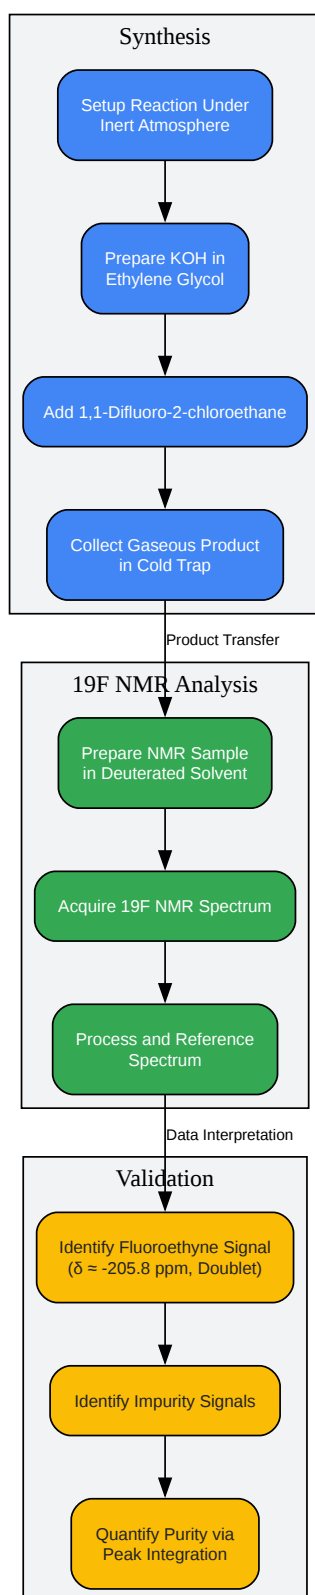 Synthesis
Setup Reaction Under
Inert Atmosphere
Prepare KOH in
Ethylene Glycol
Add 1,1-Difluoro-2-chloroethane
Collect Gaseous Product
in Cold Trap
Product Transfer
19F NMR Analysis
Prepare NMR Sample
in Deuterated Solvent
Acquire 19F NMR Spectrum
Process and Reference
Spectrum
Data Interpretation
Validation
Identify Fluoroethyne Signal
(δ ≈ -205.8 ppm, Doublet)
Identify Impurity Signals
Quantify Purity via
Peak Integration